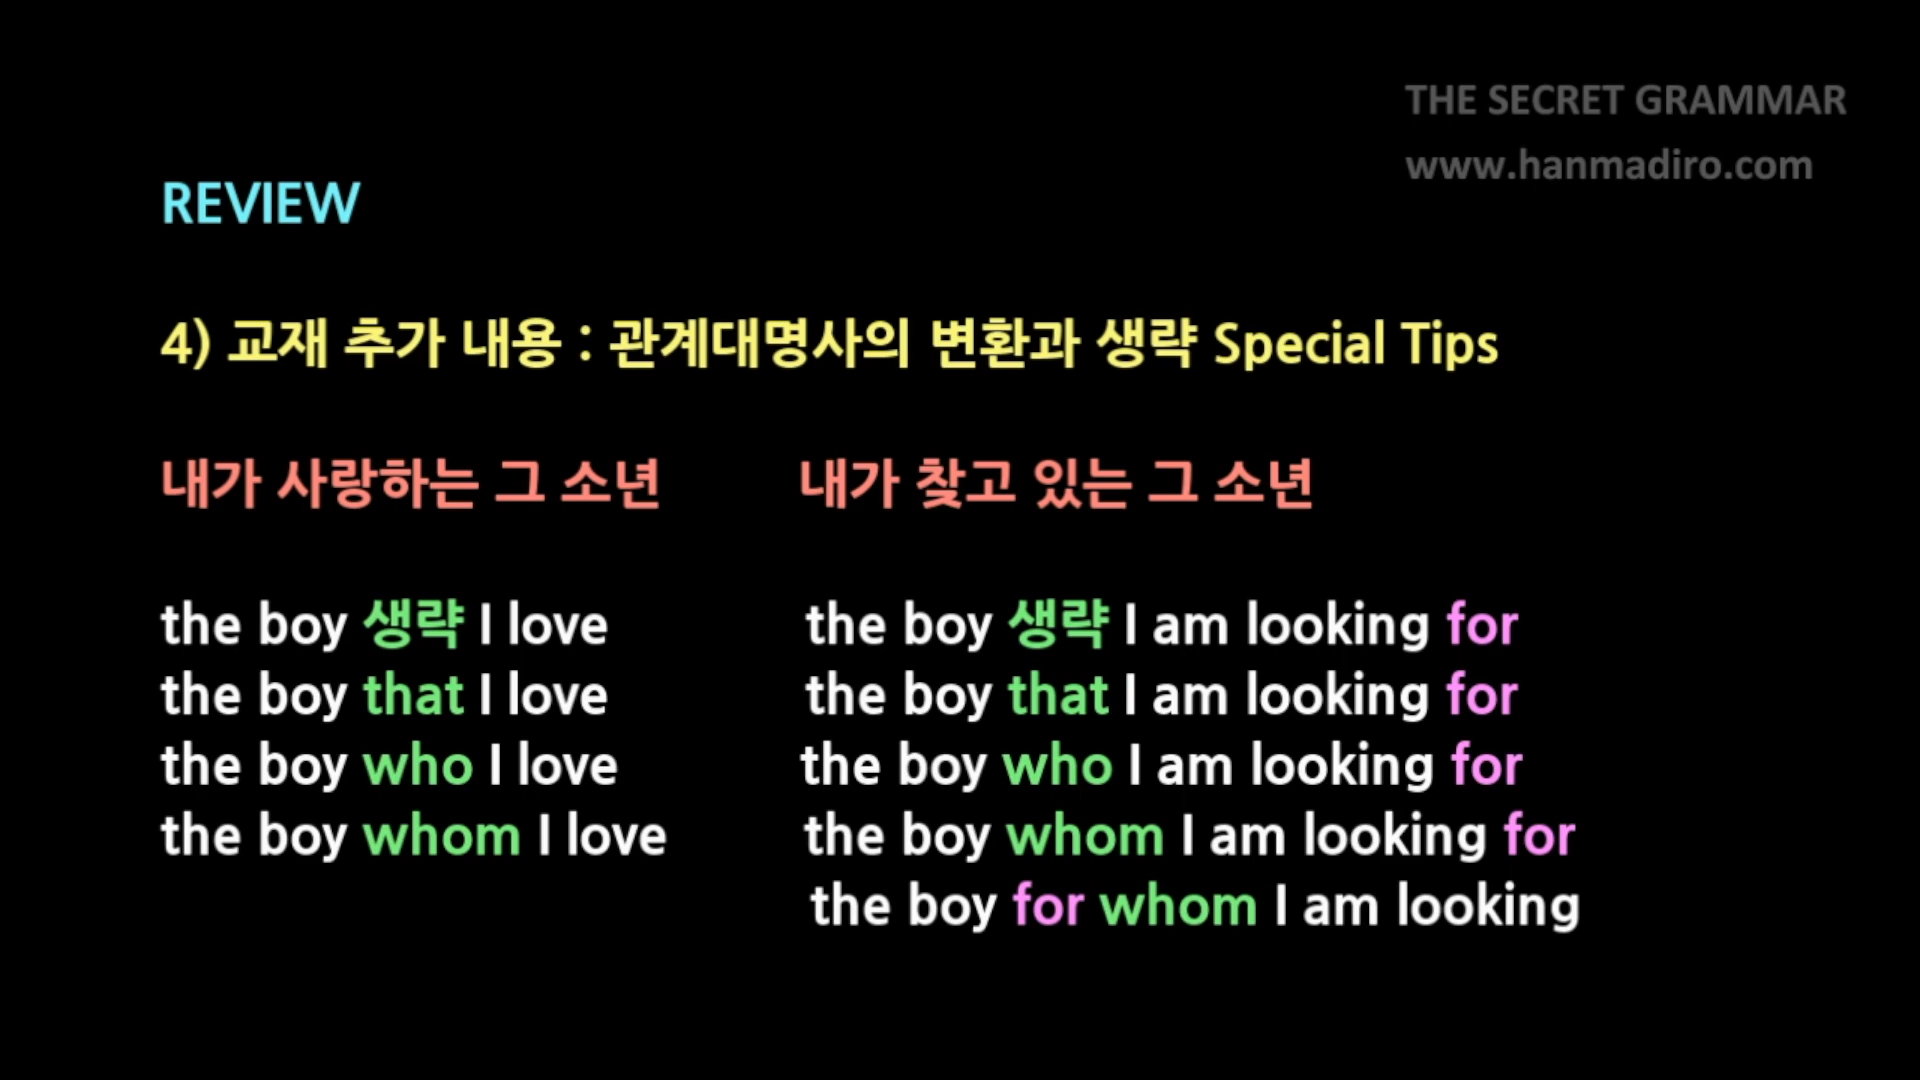 THE SECRET GRAMMAR
www.hanmadiro.com
REVIEW
4) 교재 추가 내용 : 관계대명사의 변환과 생략 Special Tips
내가 사랑하는 그 소년
the boy 생략 I love
the boy that I love
the boy who I love
the boy whom I love
내가 찾고 있는 그 소년
the boy 생략 I am looking for
the boy that I am looking for
the boy who I am looking for
the boy whom I am looking for
the boy for whom I am looking